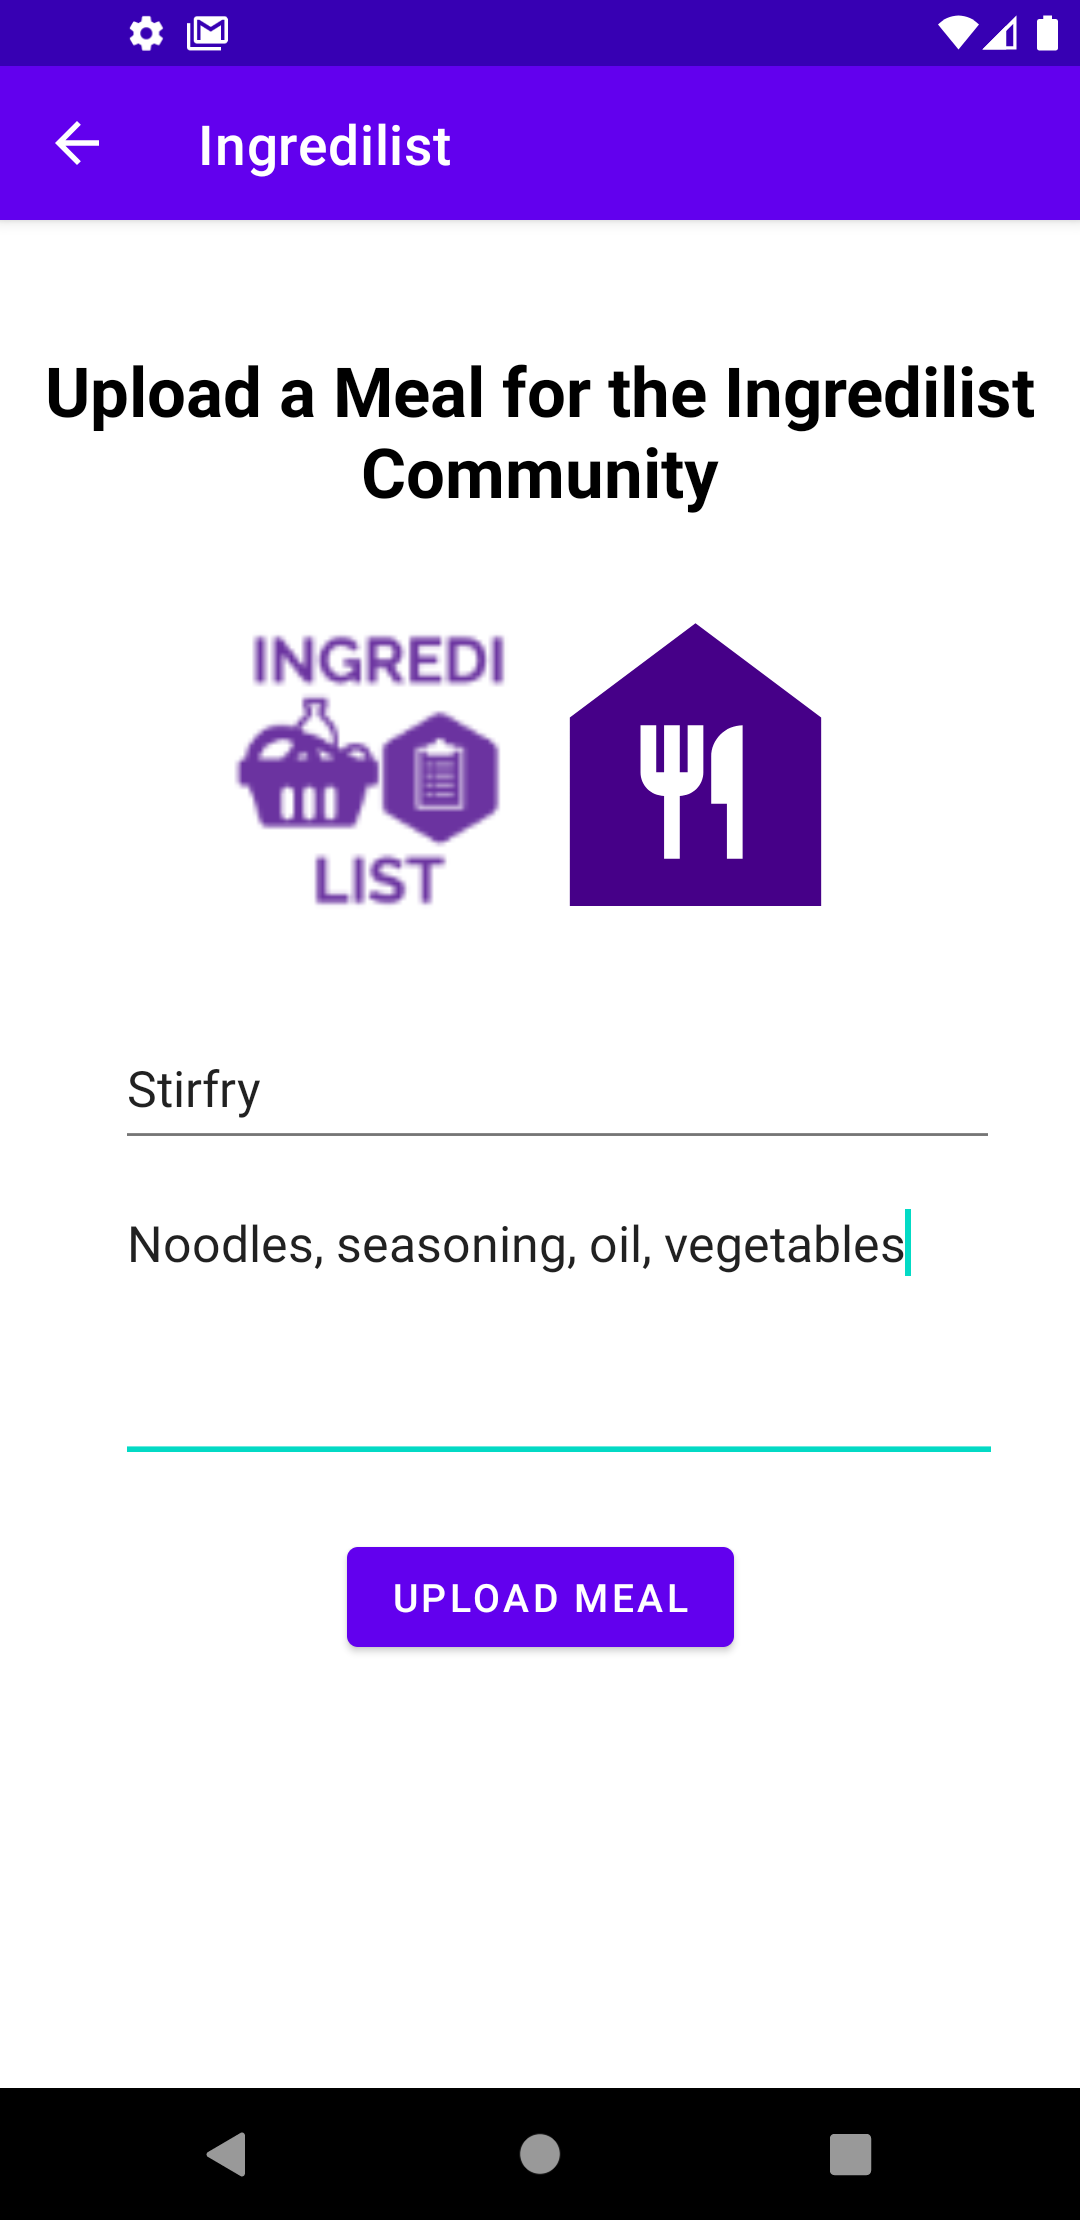 Ingredilist
Upload a Meal for the Ingredilist
Community
INGREDI
LIST
Stirfry
Noodles, seasoning, oil, vegetables
UPLOAD MEAL